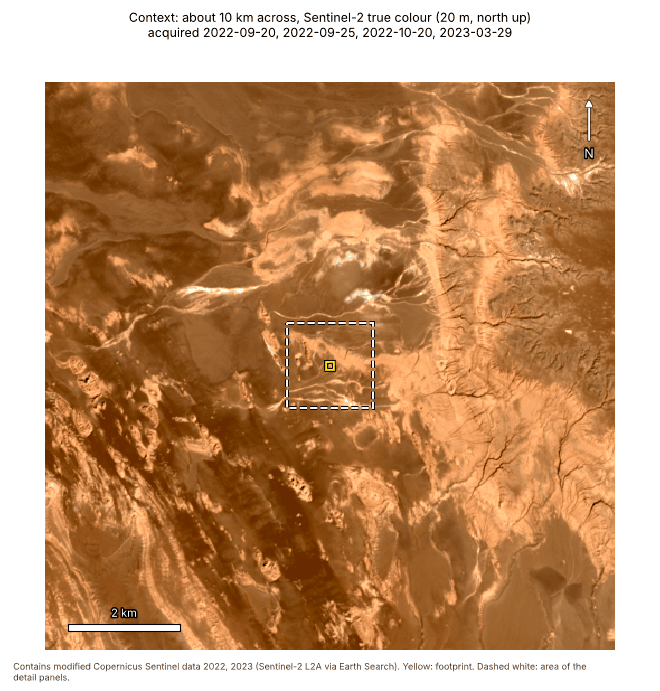 Context: about 10 km across, Sentinel-2 true colour (20 m, north up)
acquired 2022-09-20, 2022-09-25, 2022-10-20, 2023-03-29
N
2 km
Contains modified Copernicus Sentinel data 2022, 2023 (Sentinel-2 L2A via Earth Search). Yellow: footprint. Dashed white: area of the
detail panels.